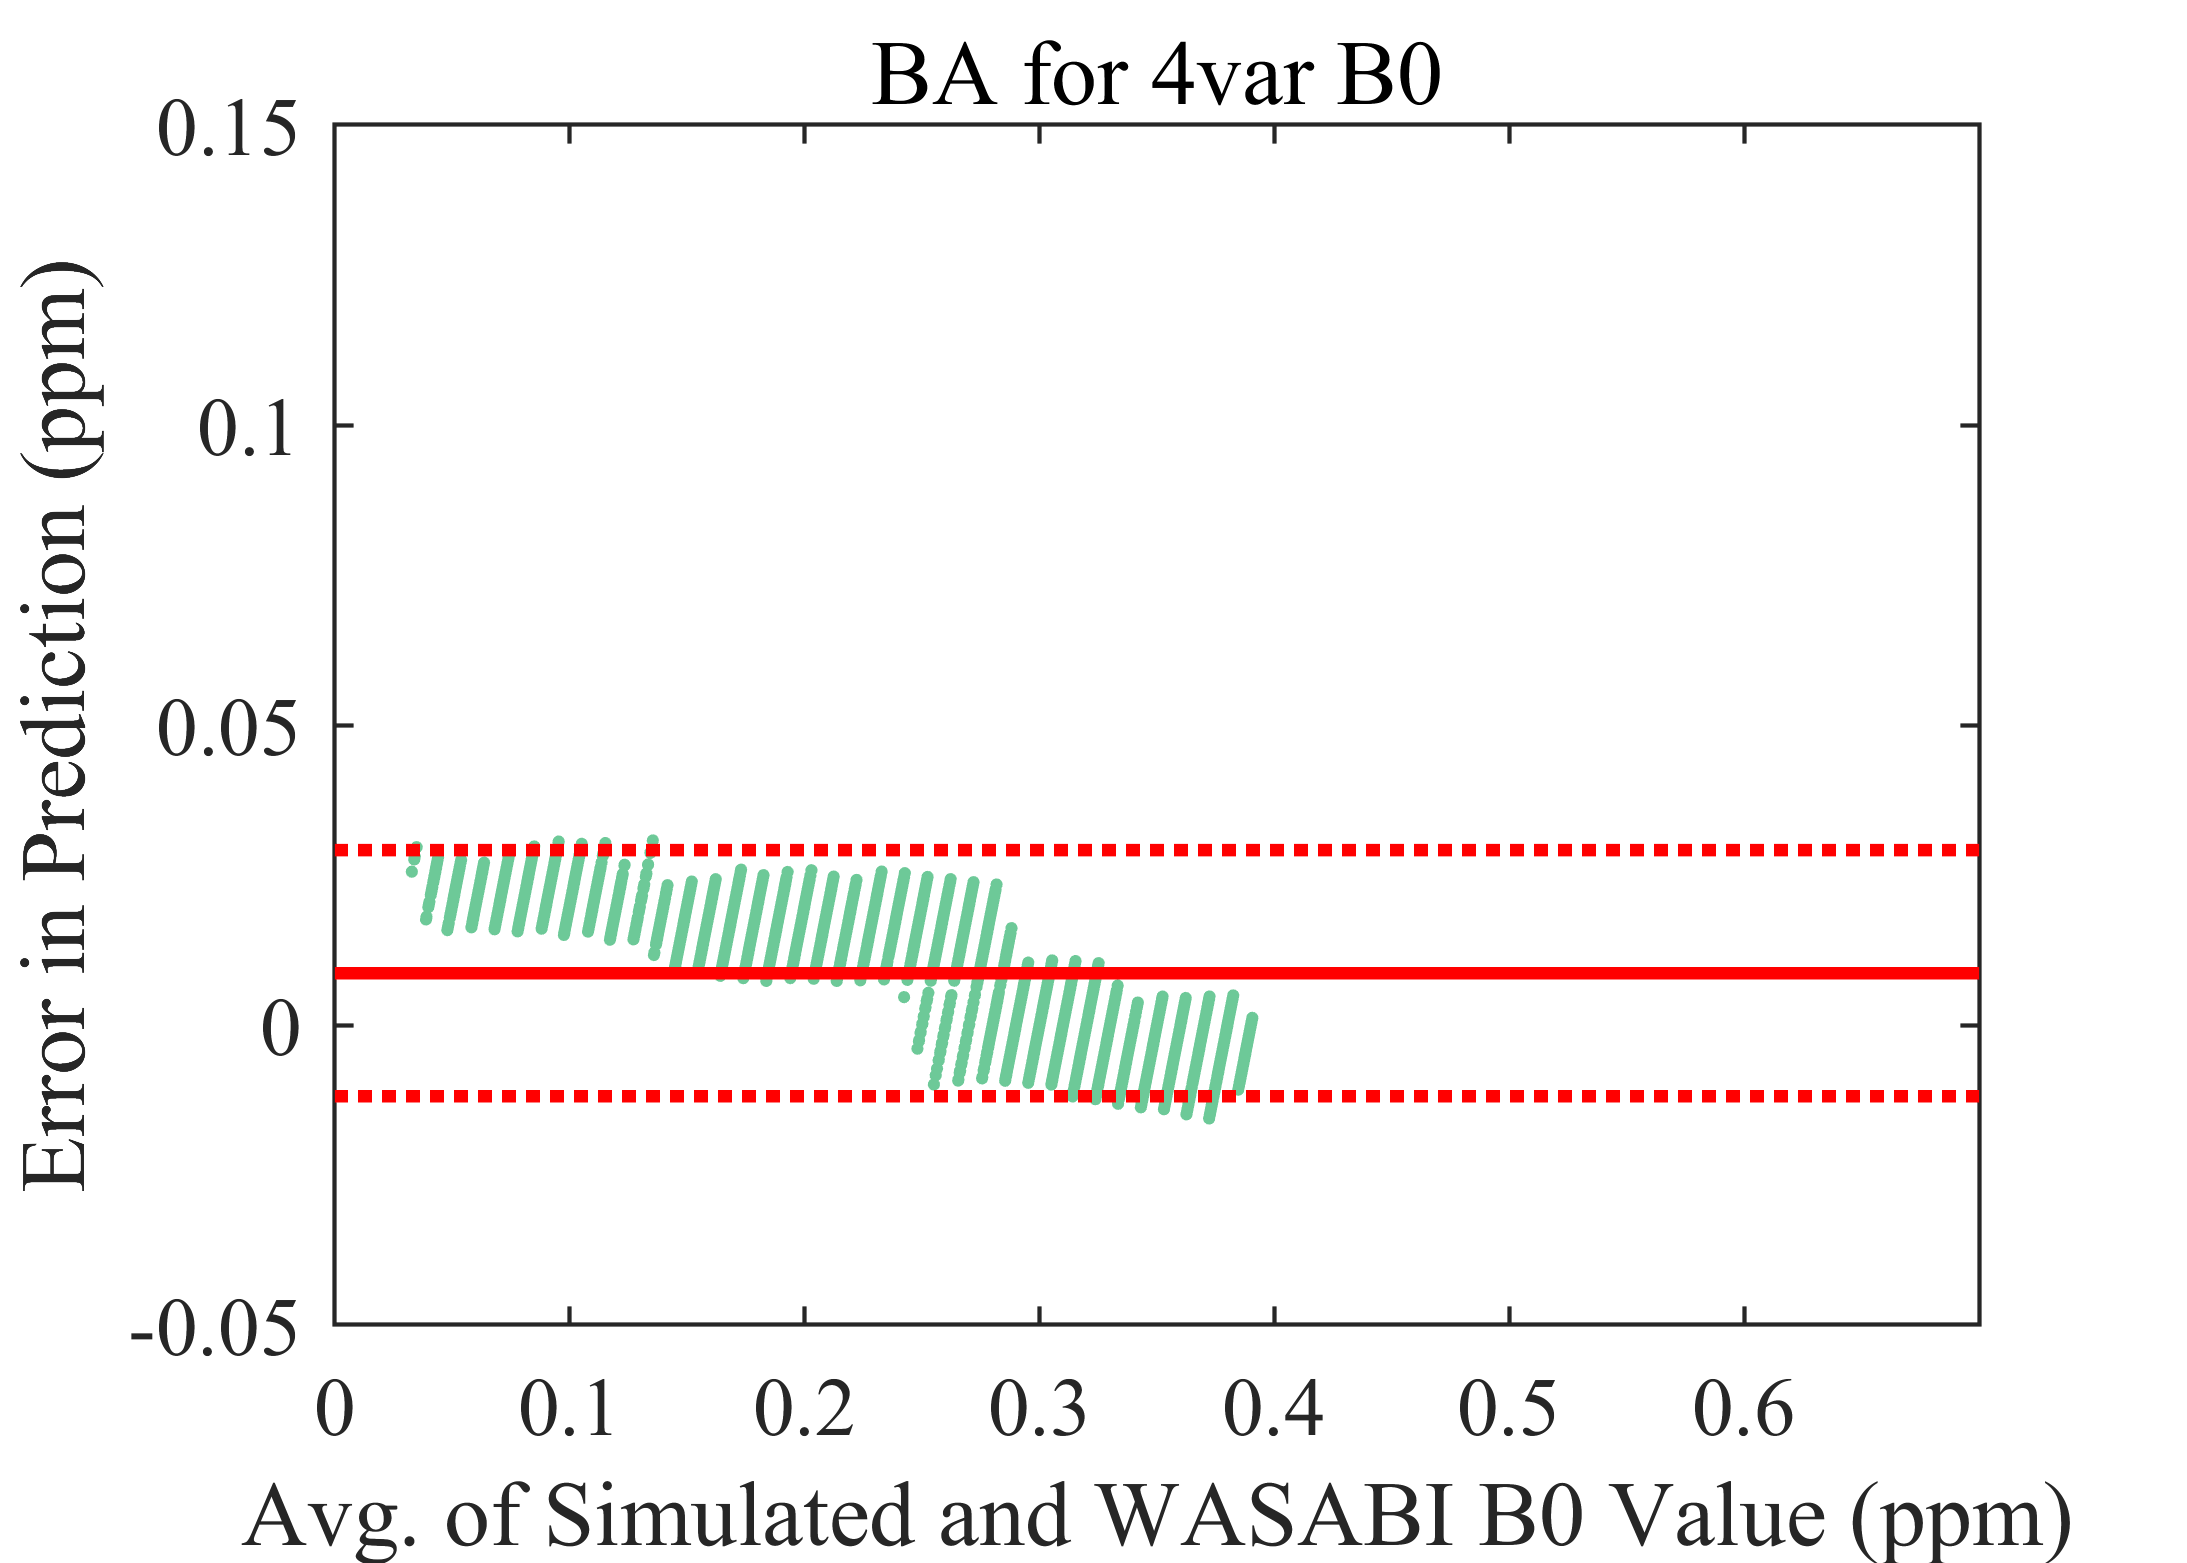 BA for 4var B0
Error in Prediction (ppm)
0.15
0.1
0.05
0
-0.05
0 0.1 0.2 0.3 0.4 0.5 0.6
Avg. of Simulated and WASABI B0 Value (ppm)